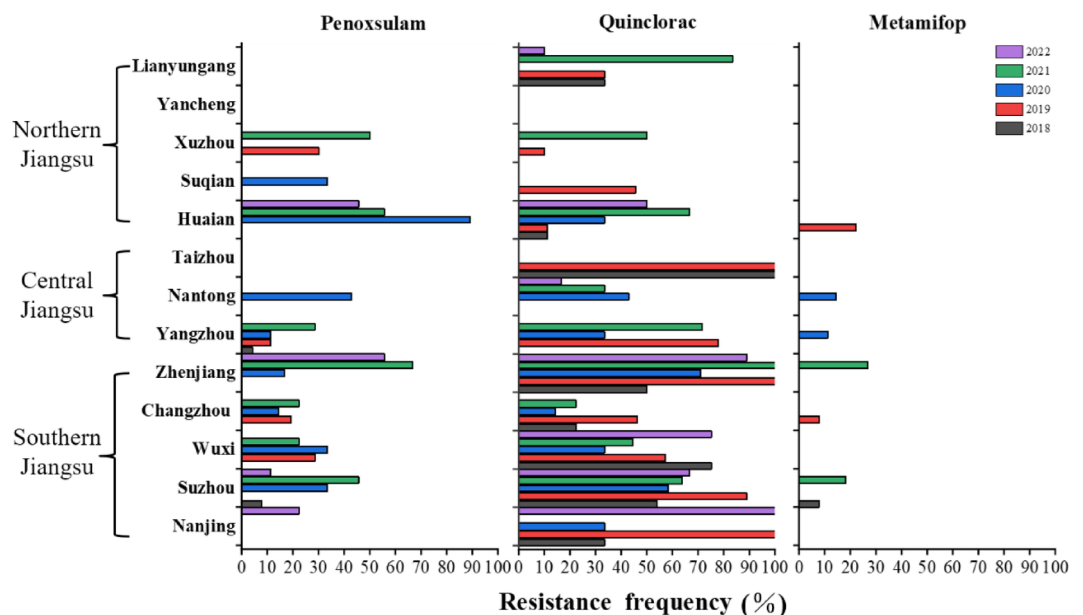 Penoxsulam
Quinclorac
Metamifop
Northern
Jiangsu
Central
Jiangsu
Southern
Jiangsu
Lianyungang
Yancheng
Xuzhou
Suqian
Huaian
Taizhou
Nantong
Yangzhou
Zhenjiang
Changzhou
Wuxi
Suzhou
Nanjing
2022
2021
2020
2019
2018
0 10 20 30 40 50 60 70 80 90 100
0 10 20 30 40 50 60 70 80 90 100
0 10 20 30 40 50 60 70 80 90 100
Resistance frequency (%)